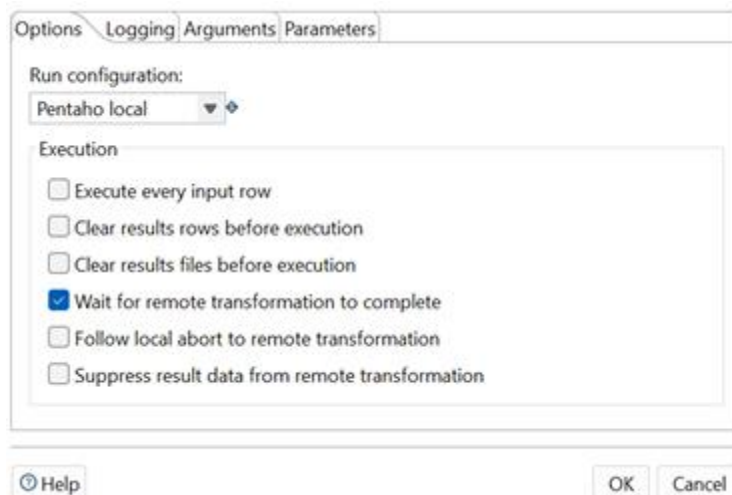 Options Logging Arguments Parameters
Run configuration:
Pentaho local
Execution
Execute every input row
Clear results rows before execution
Clear results files before execution
Wait for remote transformation to complete
Follow local abort to remote transformation
Suppress result data from remote transformation
Help OK Cancel